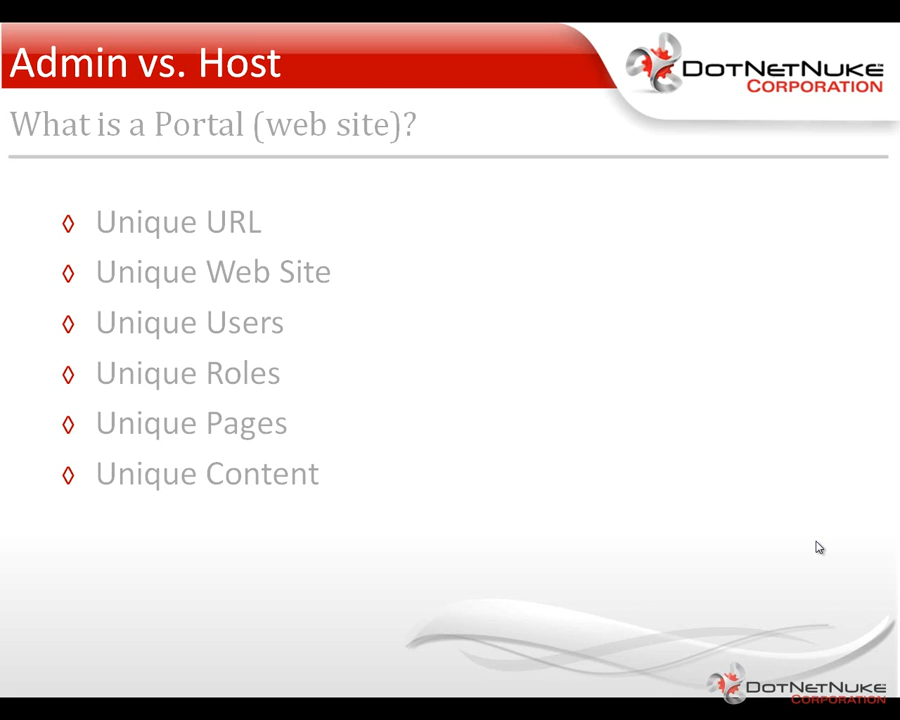 Admin vs. Host
DotNetNuke
Corporation
What is a Portal (web site)?
◊ Unique URL
◊ Unique Web Site
◊ Unique Users
◊ Unique Roles
◊ Unique Pages
◊ Unique Content
DotNetNuke
Corporation